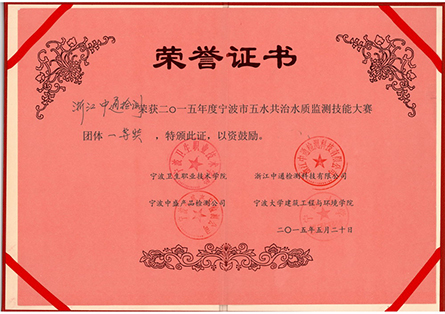 荣誉证书
浙江中通检测荣获二〇一五年度宁波市五水共治水质监测技能大赛
团体一等奖，特颁此证，以资鼓励。
宁波卫生职业技术学院 浙江中通检测科技有限公司
宁波中盛产品检测公司 宁波大学建筑工程与环境学院
二〇一五年五月二十日